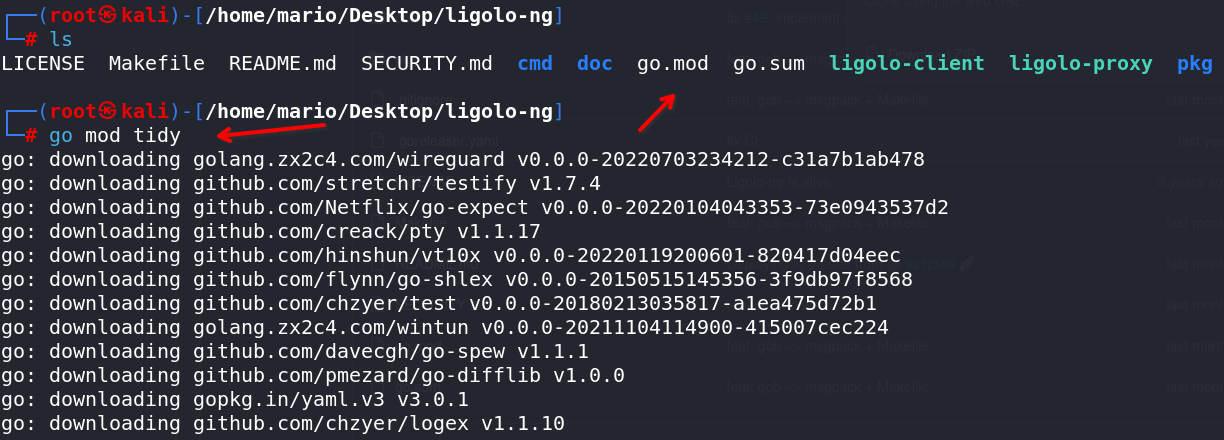 ┌──(root㉿kali)-[/home/mario/Desktop/ligolo-ng]
└─# ls
LICENSE  Makefile  README.md  SECURITY.md  cmd  doc  go.mod  go.sum  ligolo-client  ligolo-proxy  pkg
┌──(root㉿kali)-[/home/mario/Desktop/ligolo-ng]
└─# go mod tidy
go: downloading golang.zx2c4.com/wireguard v0.0.0-20220703234212-c31a7b1ab478
go: downloading github.com/stretchr/testify v1.7.4
go: downloading github.com/Netflix/go-expect v0.0.0-20220104043353-73e0943537d2
go: downloading github.com/creack/pty v1.1.17
go: downloading github.com/hinshun/vt10x v0.0.0-20220119200601-820417d04eec
go: downloading github.com/flynn/go-shlex v0.0.0-20150515145356-3f9db97f8568
go: downloading github.com/chzyer/test v0.0.0-20180213035817-a1ea475d72b1
go: downloading golang.zx2c4.com/wintun v0.0.0-20211104114900-415007cec224
go: downloading github.com/davecgh/go-spew v1.1.1
go: downloading github.com/pmezard/go-difflib v1.0.0
go: downloading gopkg.in/yaml.v3 v3.0.1
go: downloading github.com/chzyer/logex v1.1.10